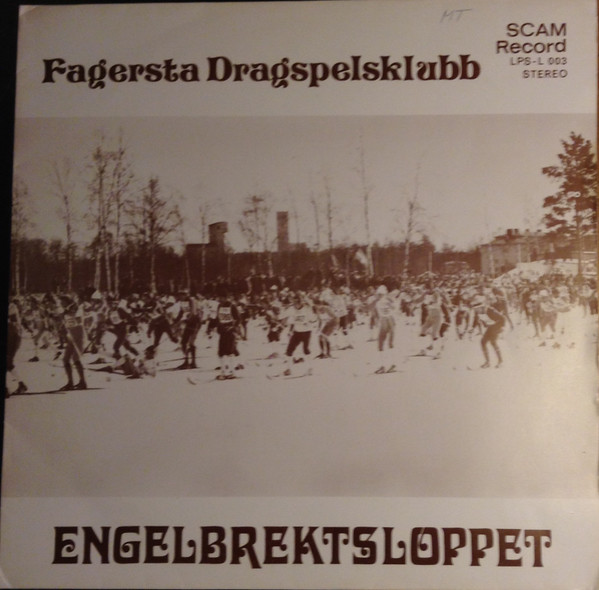 MT
SCAM
Record
LPS-L 003
STEREO
Fagersta Dragspelsklubb
ENGELBREKTSLOPPET